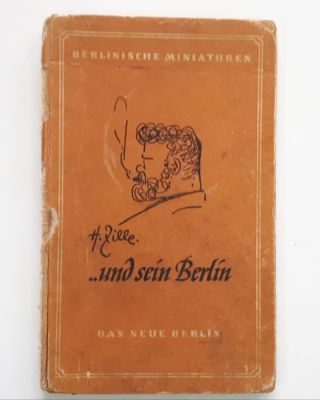 BERLINISCHE MINIATUREN
H. Zille.
..und sein Berlin
DAS NEUE BERLIN